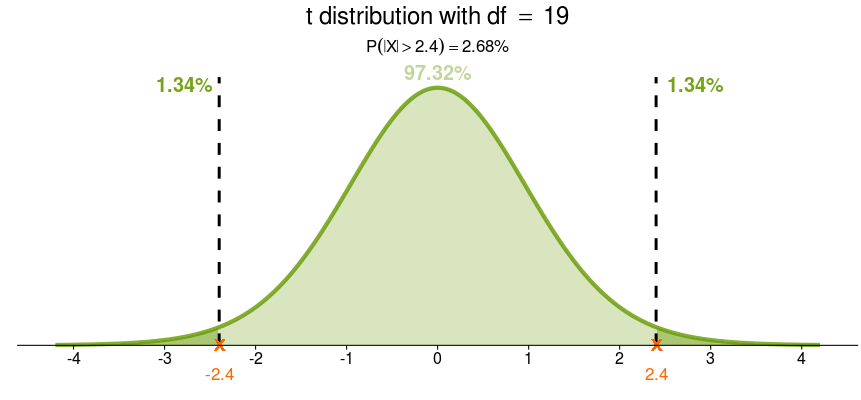 t distribution with df = 19
P(|X| > 2.4) = 2.68%
97.32%
1.34% 1.34%
-4 -3 -2 -1 0 1 2 3 4
-2.4 2.4